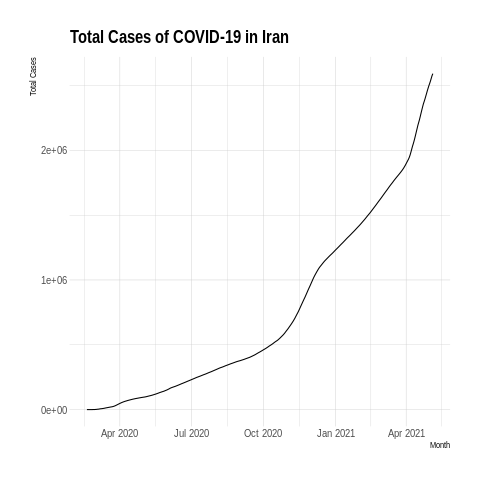 Total Cases of COVID-19 in Iran
Total Cases
2e+06
1e+06
0e+00
Apr 2020 Jul 2020 Oct 2020 Jan 2021 Apr 2021
Month